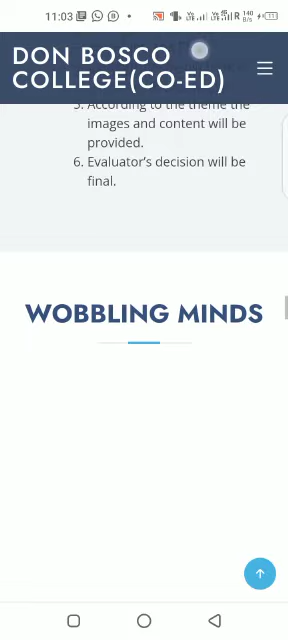 11:03
DON BOSCO
COLLEGE(CO-ED)
5. According to the theme the
images and content will be
provided.
6. Evaluator's decision will be
final.
WOBBLING MINDS